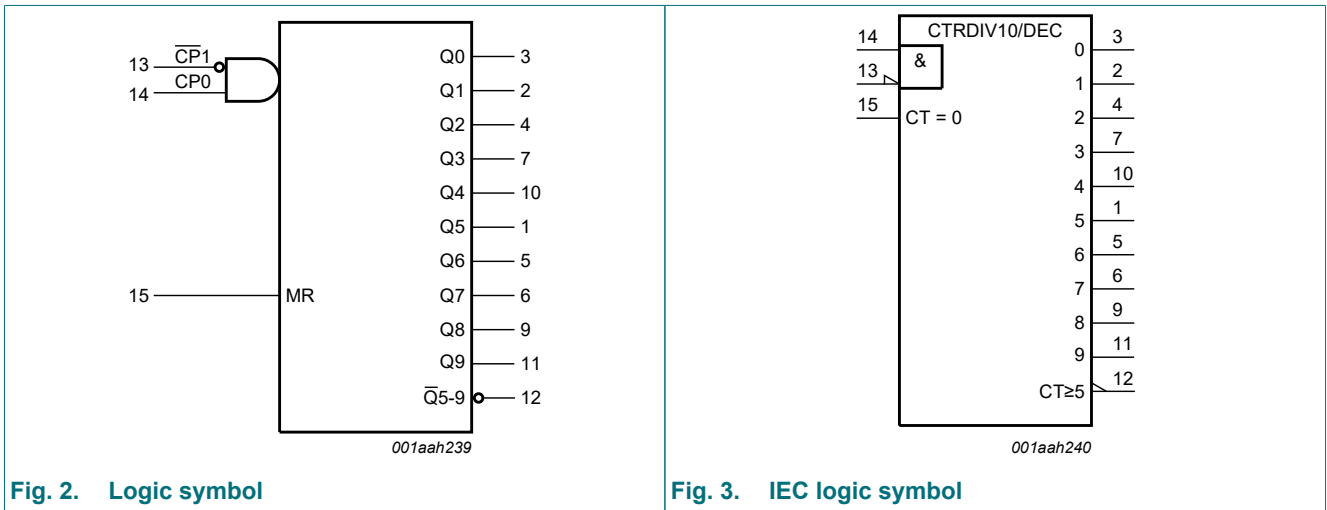 13 C̅P̅1
14 CP0
15 MR
Q0 3
Q1 2
Q2 4
Q3 7
Q4 10
Q5 1
Q6 5
Q7 6
Q8 9
Q9 11
Q̅5-9 12
001aah239
Fig. 2. Logic symbol
CTRDIV10/DEC
14 &
13
15 CT = 0
0 3
1 2
2 4
3 7
4 10
5 1
6 5
7 6
8 9
9 11
CT≥5 12
001aah240
Fig. 3. IEC logic symbol